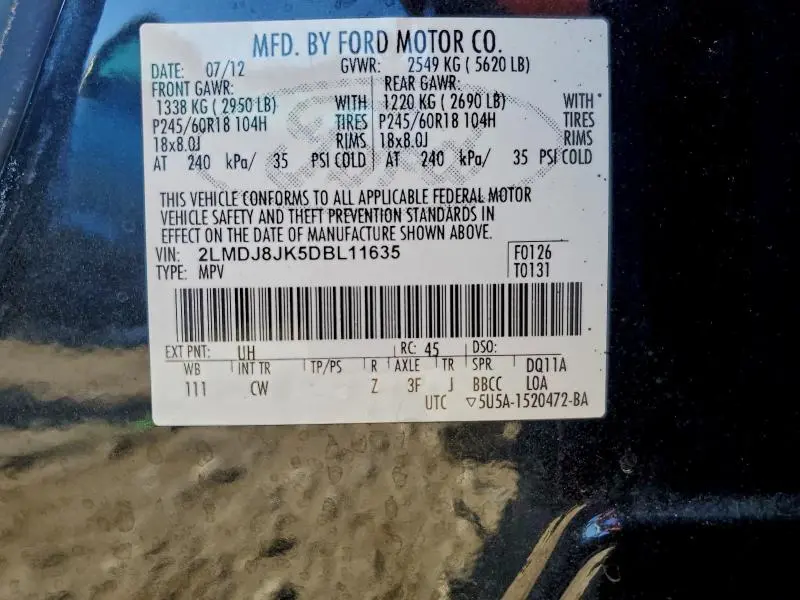 MFD. BY FORD MOTOR CO.
DATE: 07/12 GVWR: 2549 KG ( 5620 LB)
FRONT GAWR: REAR GAWR:
1338 KG ( 2950 LB) WITH 1220 KG ( 2690 LB) WITH
P245/60R18 104H TIRES P245/60R18 104H TIRES
18x8.0J RIMS 18x8.0J RIMS
AT 240 kPa/ 35 PSI COLD AT 240 kPa/ 35 PSI COLD
THIS VEHICLE CONFORMS TO ALL APPLICABLE FEDERAL MOTOR
VEHICLE SAFETY AND THEFT PREVENTION STANDARDS IN
EFFECT ON THE DATE OF MANUFACTURE SHOWN ABOVE.
VIN: 2LMDJ8JK5DBL11635 F0126
TYPE: MPV T0131
EXT PNT: UH RC: 45 DSO:
WB INT TR TP/PS R AXLE TR SPR DQ11A
111 CW Z 3F J BBCC LOA
UTC ▽5U5A-1520472-BA